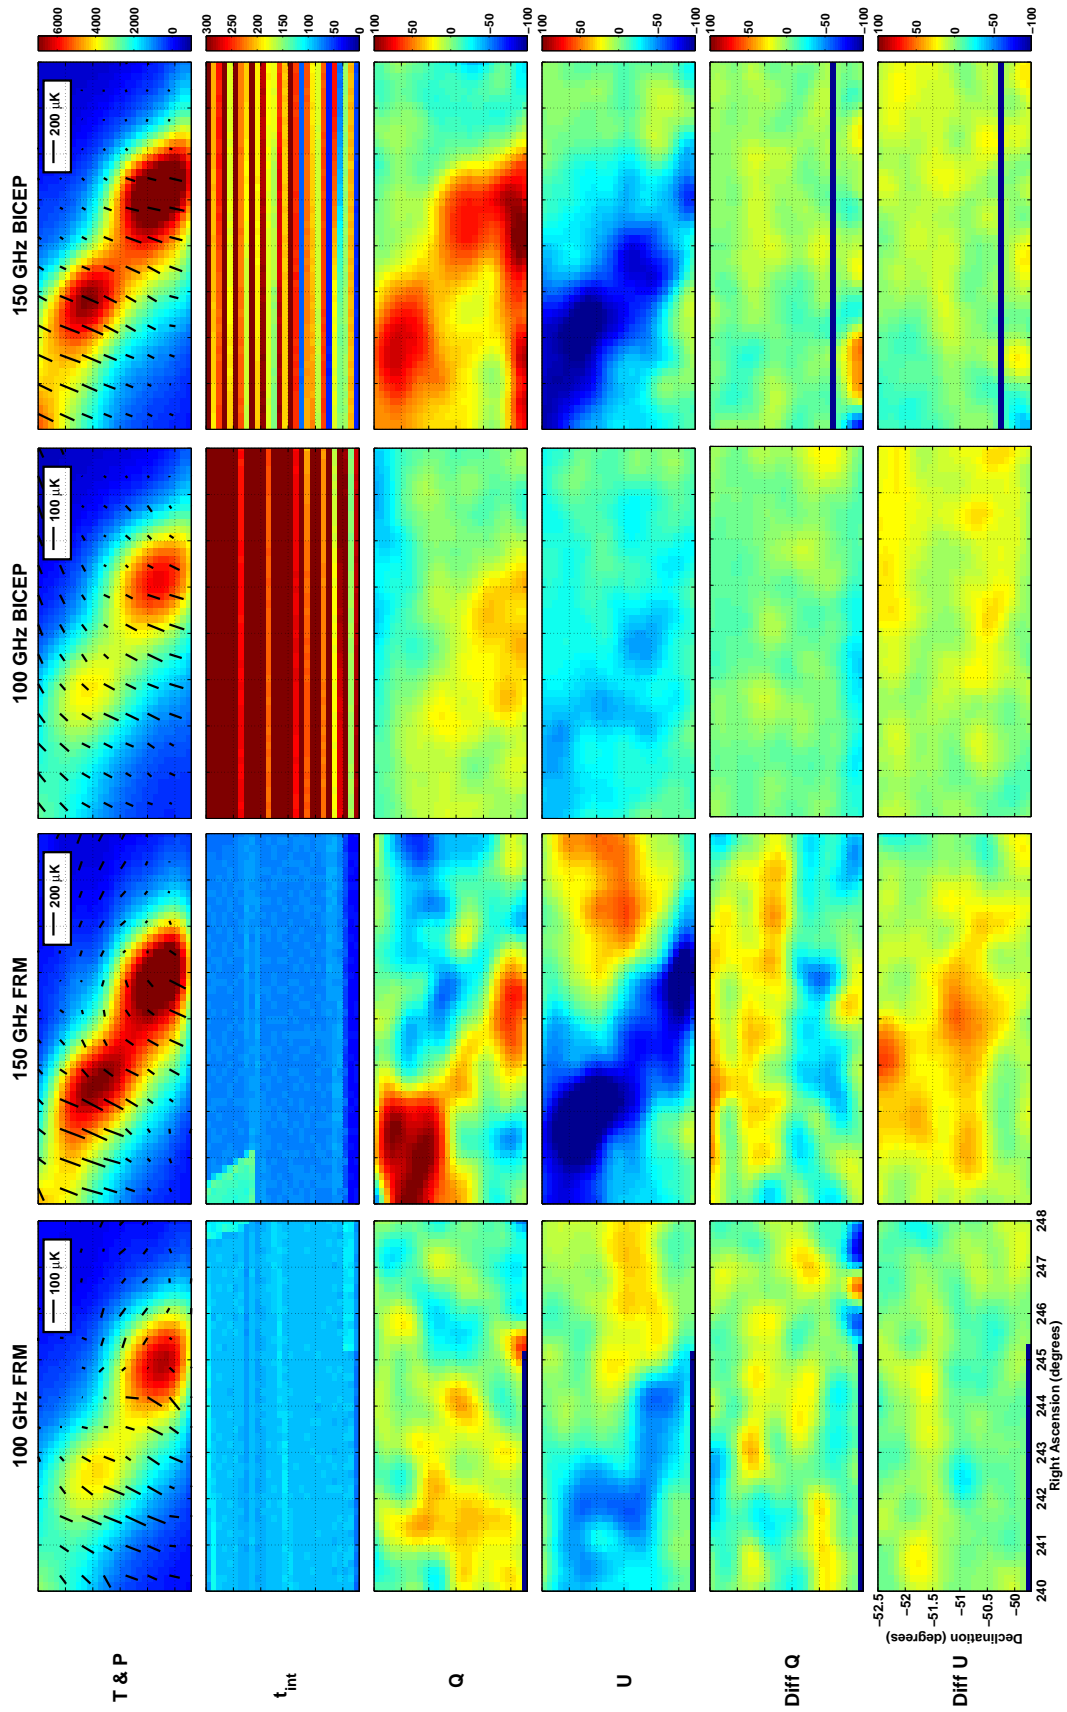 100 GHz FRM
150 GHz FRM
100 GHz BICEP
150 GHz BICEP
T & P
100 μK
200 μK
100 μK
200 μK
6000
4000
2000
0
t_int
300
250
200
150
100
50
0
Q
100
50
0
−50
−100
U
100
50
0
−50
−100
Diff Q
100
50
0
−50
−100
Diff U
100
50
0
−50
−100
Declination (degrees)
−52.5
−52
−51.5
−51
−50.5
−50
240 241 242 243 244 245 246 247 248
Right Ascension (degrees)